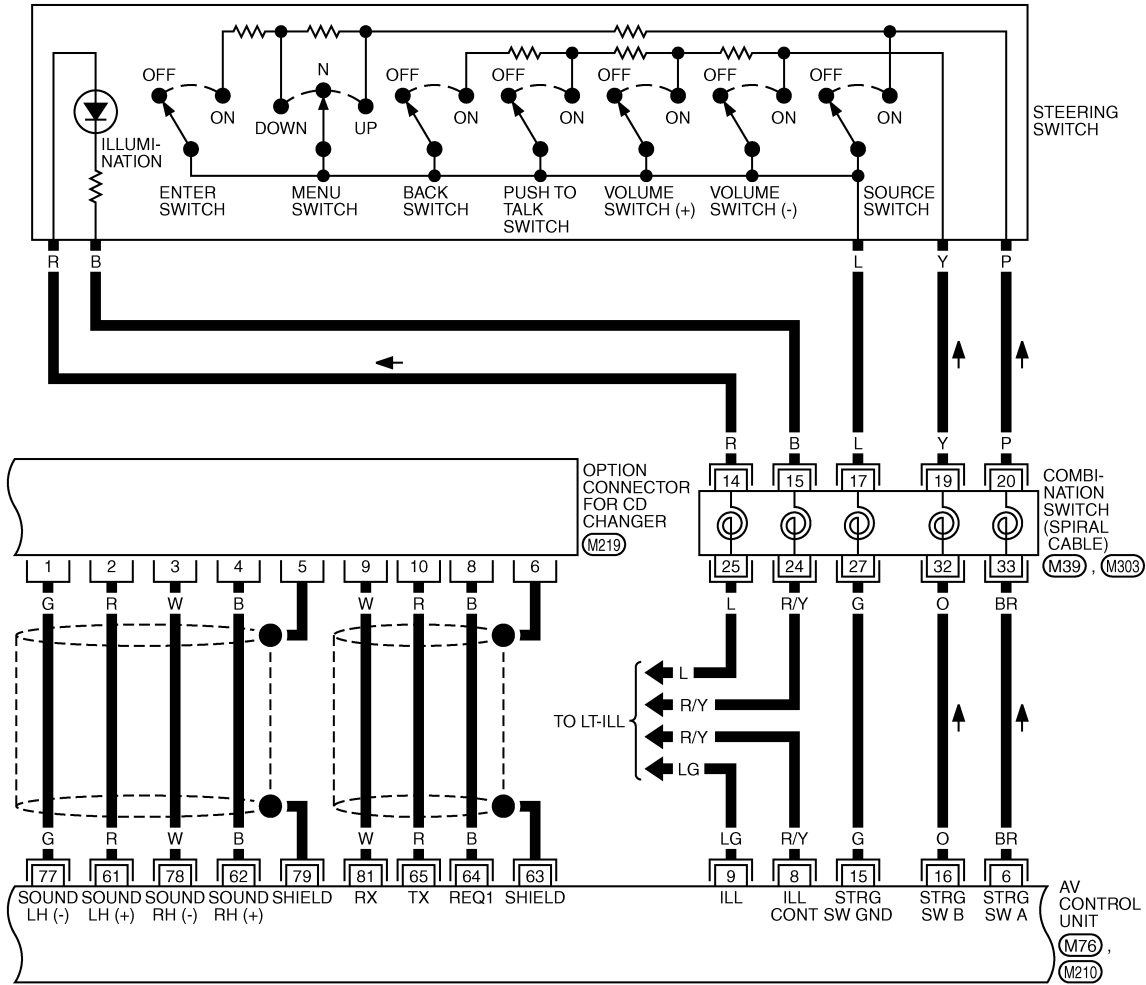 OFF
ON
DOWN
N
UP
OFF
ON
OFF
ON
OFF
ON
OFF
ON
OFF
ON
ILLUMI-
NATION
ENTER
SWITCH
MENU
SWITCH
BACK
SWITCH
PUSH TO
TALK
SWITCH
VOLUME
SWITCH (+)
VOLUME
SWITCH (-)
SOURCE
SWITCH
STEERING
SWITCH
R B L Y P
R B L Y P
14 15 17 19 20
COMBI-
NATION
SWITCH
(SPIRAL
CABLE)
M39 , M303
OPTION
CONNECTOR
FOR CD
CHANGER
M219
1 2 3 4 5 9 10 8 6
25 24 27 32 33
G R W B W R B
L R/Y G O BR
TO LT-ILL
L
R/Y
R/Y
LG
G R W B W R B
LG R/Y G O BR
77 61 78 62 79 81 65 64 63
9 8 15 16 6
SOUND
LH (-)
SOUND
LH (+)
SOUND
RH (-)
SOUND
RH (+)
SHIELD
RX
TX
REQ1
SHIELD
ILL
ILL
CONT
STRG
SW GND
STRG
SW B
STRG
SW A
AV
CONTROL
UNIT
M76 ,
M210